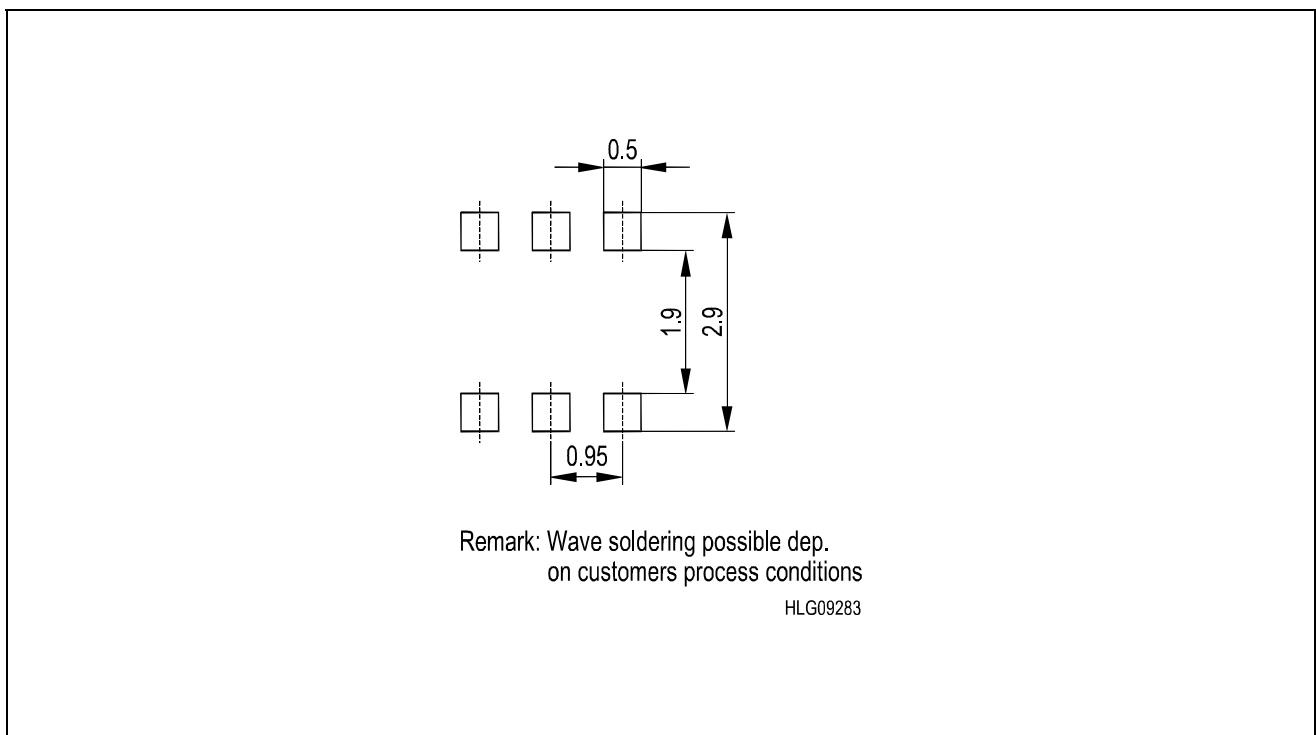 0.5
1.9
2.9
0.95
Remark: Wave soldering possible dep.
on customers process conditions
HLG09283